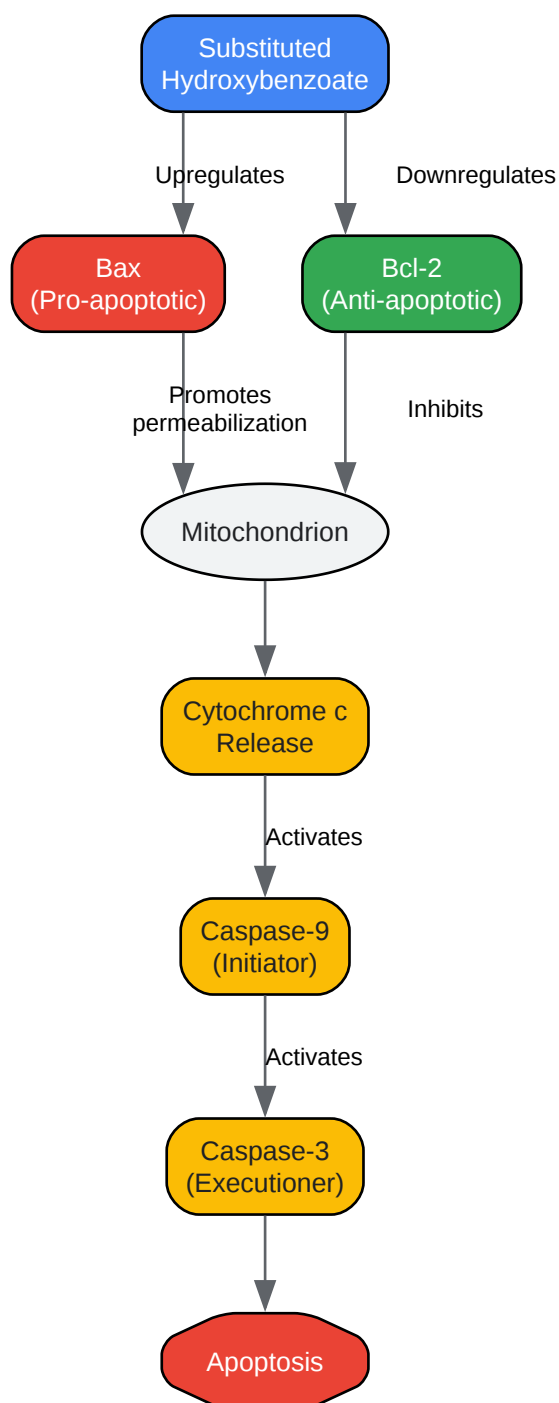 Substituted
Hydroxybenzoate
Upregulates
Downregulates
Bax
(Pro-apoptotic)
Bcl-2
(Anti-apoptotic)
Promotes
permeabilization
Inhibits
Mitochondrion
Cytochrome c
Release
Activates
Caspase-9
(Initiator)
Activates
Caspase-3
(Executioner)
Apoptosis